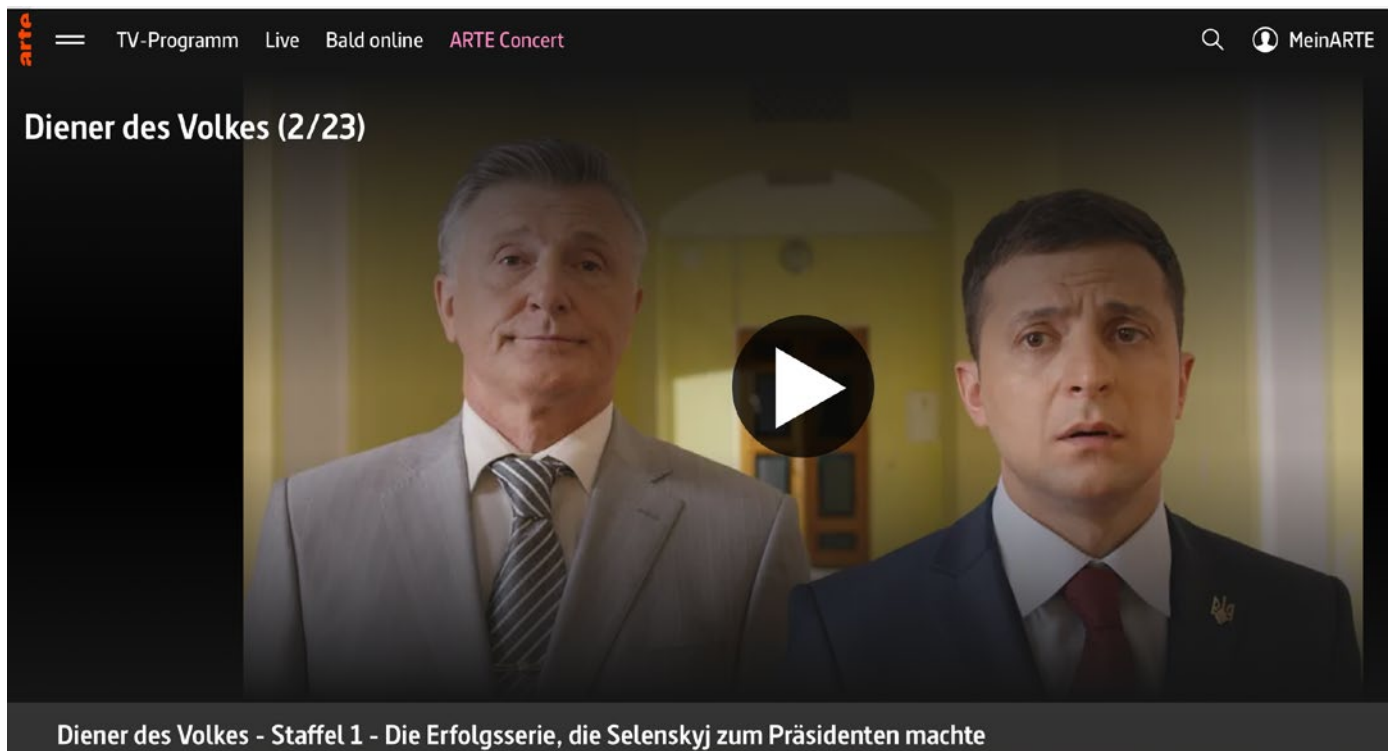 arte
TV-Programm Live Bald online ARTE Concert MeinARTE
Diener des Volkes (2/23)
Diener des Volkes - Staffel 1 - Die Erfolgsserie, die Selenskyj zum Präsidenten machte